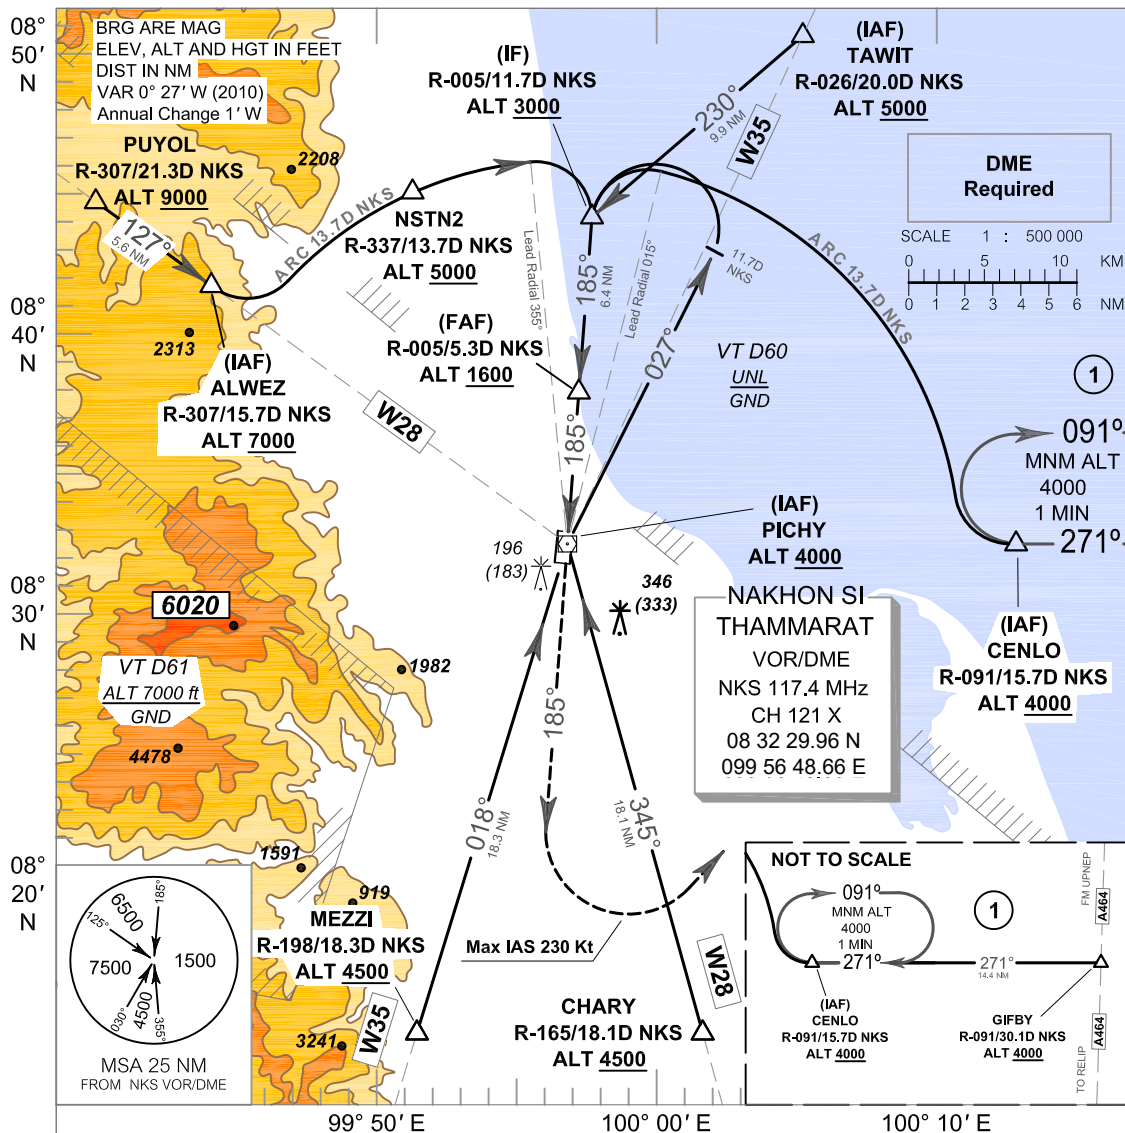 08°
50'
N
BRG ARE MAG
ELEV, ALT AND HGT IN FEET
DIST IN NM
VAR 0° 27' W (2010)
Annual Change 1' W
PUYOL
R-307/21.3D NKS
ALT 9000
2208
127°
5.6 NM
(IF)
R-005/11.7D NKS
ALT 3000
(IAF)
TAWIT
R-026/20.0D NKS
ALT 5000
230°
9.9 NM
W35
DME
Required
SCALE 1 : 500 000
0 5 10 KM
0 1 2 3 4 5 6 NM
ARC 13.7D NKS
NSTN2
R-337/13.7D NKS
ALT 5000
Lead Radial 355°
185°
6.4 NM
Lead Radial 015°
11.7D
NKS
ARC 13.7D NKS
08°
40'
N
2313
(IAF)
ALWEZ
R-307/15.7D NKS
ALT 7000
(FAF)
R-005/5.3D NKS
ALT 1600
027°
VT D60
UNL
GND
1
W28
185°
091°
MNM ALT
4000
1 MIN
271°
(IAF)
PICHY
ALT 4000
196
(183)
346
(333)
08°
30'
N
6020
VT D61
ALT 7000 ft
GND
1982
4478
NAKHON SI
THAMMARAT
VOR/DME
NKS 117.4 MHz
CH 121 X
08 32 29.96 N
099 56 48.66 E
(IAF)
CENLO
R-091/15.7D NKS
ALT 4000
185°
018°
18.3 NM
345°
18.1 NM
08°
20'
N
1591
919
MEZZI
R-198/18.3D NKS
ALT 4500
Max IAS 230 Kt
W28
W35
CHARY
R-165/18.1D NKS
ALT 4500
3241
6500
185°
125°
7500
1500
030°
4500
355°
MSA 25 NM
FROM NKS VOR/DME
NOT TO SCALE
091°
MNM ALT
4000
1 MIN
271°
1
271°
14.4 NM
FM UPNEP
A464
(IAF)
CENLO
R-091/15.7D NKS
ALT 4000
GIFBY
R-091/30.1D NKS
ALT 4000
A464
TO RELIP
99° 50' E
100° 00' E
100° 10' E